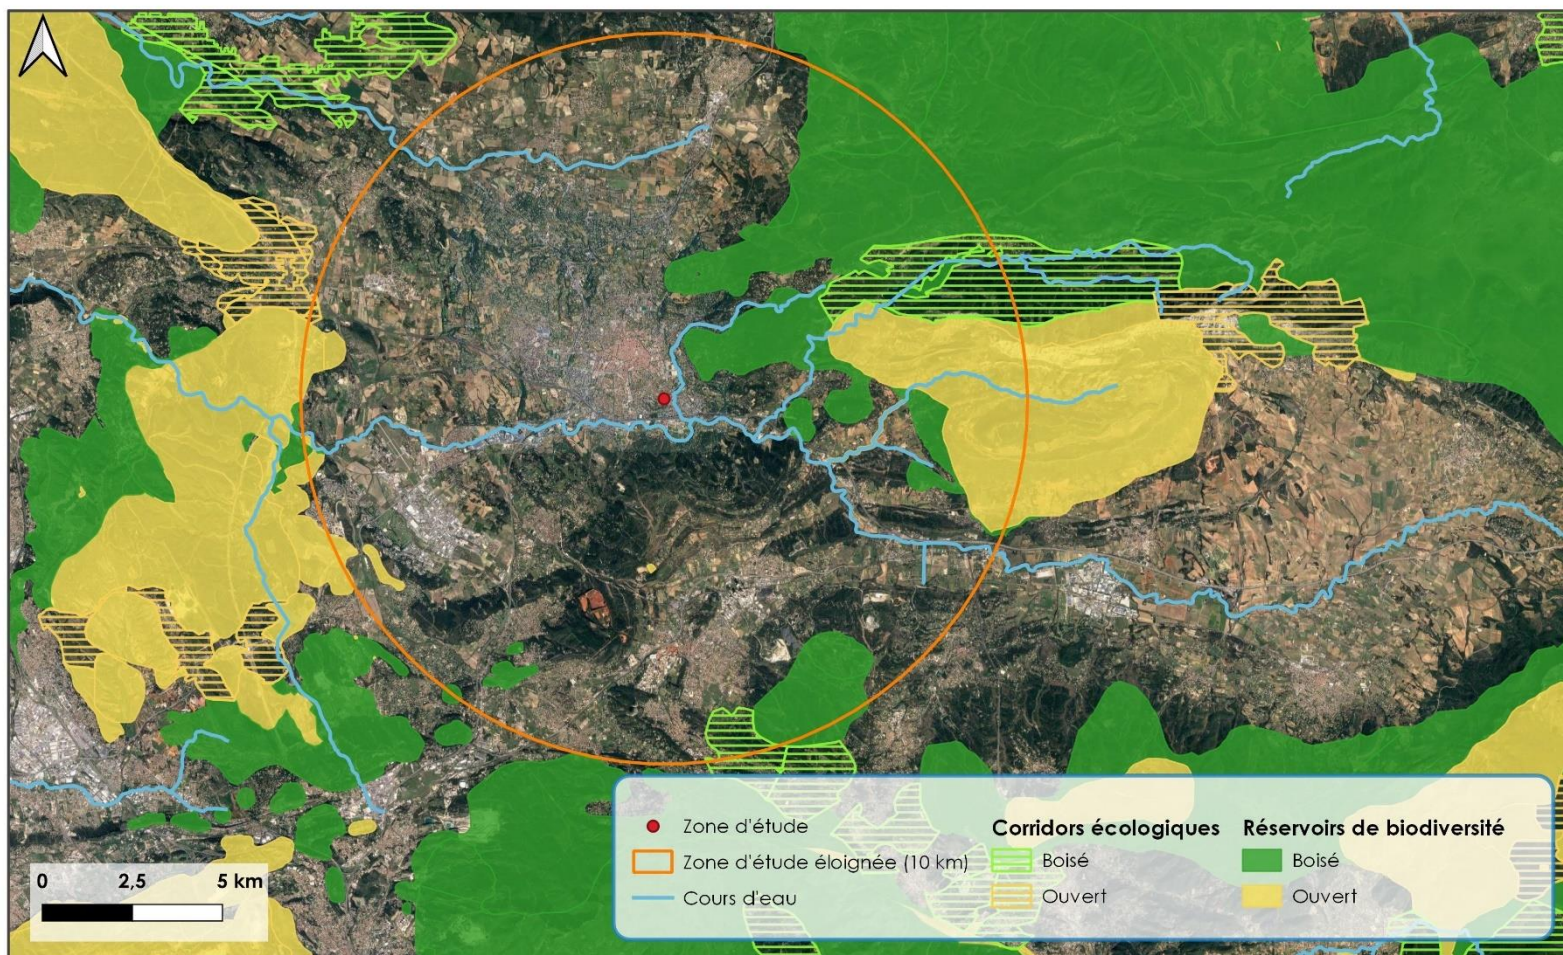 Zone d'étude
Zone d'étude éloignée (10 km)
Cours d'eau
Corridors écologiques
Boisé
Ouvert
Réservoirs de biodiversité
Boisé
Ouvert
0 2,5 5 km